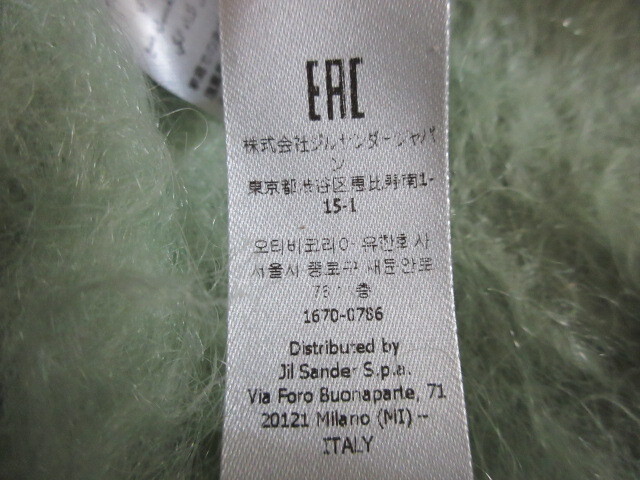 EAC
株式会社ジルサンダージャパ
ン
東京都渋谷区恵比寿南1-
15-1
오티비코리아 유한회사
서울시 종로구 새문안로
76 층
1670-0786
Distributed by
Jil Sander S.p.a.
Via Foro Buonaparte, 71
20121 Milano (MI) --
ITALY